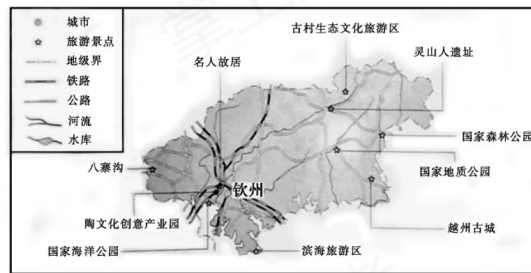 城市
旅游景点
地级界
铁路
公路
河流
水库
古村生态文化旅游区
灵山人遗址
名人故居
国家森林公园
八寨沟
国家地质公园
钦州
陶文化创意产业园
越州古城
国家海洋公园
滨海旅游区